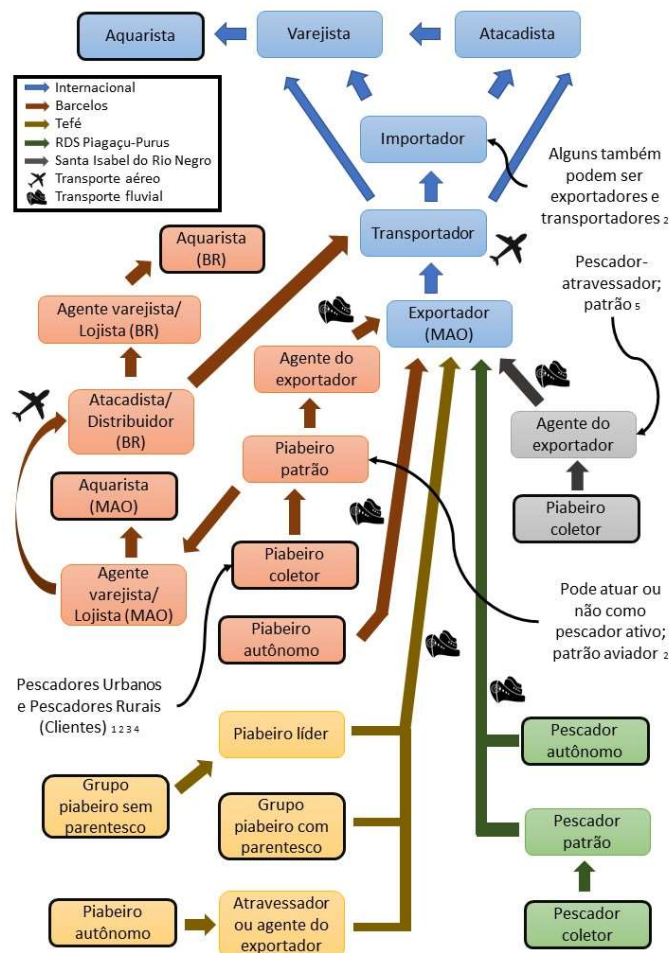 Aquarista
Varejista
Atacadista
Internacional
Barcelos
Tefé
RDS Piagaçu-Purus
Santa Isabel do Rio Negro
Transporte aéreo
Transporte fluvial
Importador
Alguns também
podem ser
exportadores e
transportadores 2
Transportador
Aquarista
(BR)
Pescador-
atravessador;
patrão 5
Agente varejista/
Lojista (BR)
Exportador
(MAO)
Agente do
exportador
Atacadista/
Distribuidor
(BR)
Agente do
exportador
Piabeiro
patrão
Aquarista
(MAO)
Piabeiro
coletor
Piabeiro
coletor
Agente
varejista/
Lojista (MAO)
Pode atuar ou
não como
pescador ativo;
patrão aviador 2
Piabeiro
autônomo
Pescadores Urbanos
e Pescadores Rurais
(Clientes) 1 2 3 4
Piabeiro líder
Pescador
autônomo
Grupo
piabeiro sem
parentesco
Grupo
piabeiro com
parentesco
Pescador
patrão
Piabeiro
autônomo
Atravessador
ou agente do
exportador
Pescador
coletor